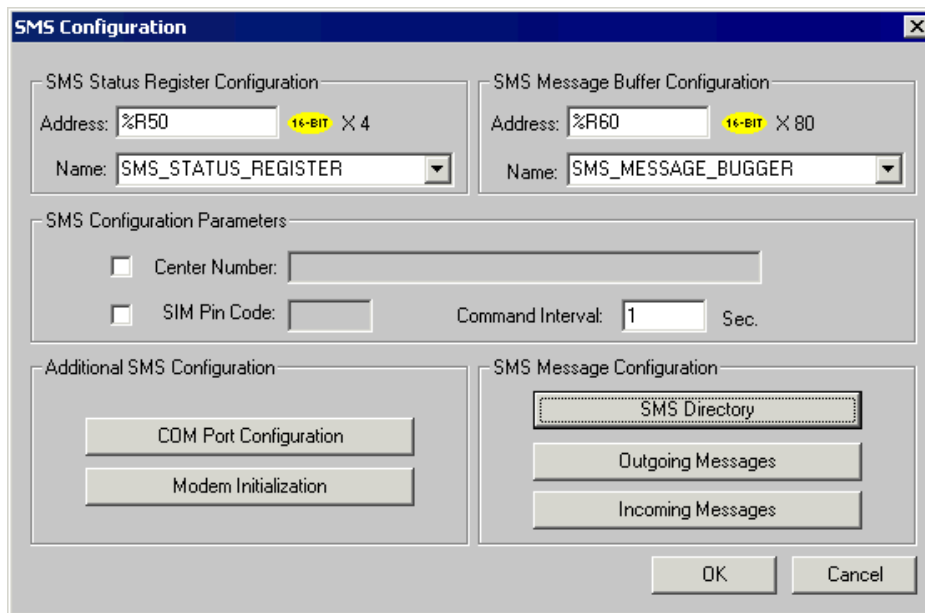 SMS Configuration
SMS Status Register Configuration
Address: %R50 16-BIT X 4
Name: SMS_STATUS_REGISTER
SMS Message Buffer Configuration
Address: %R60 16-BIT X 80
Name: SMS_MESSAGE_BUGGER
SMS Configuration Parameters
Center Number:
SIM Pin Code:
Command Interval: 1 Sec.
Additional SMS Configuration
COM Port Configuration
Modem Initialization
SMS Message Configuration
SMS Directory
Outgoing Messages
Incoming Messages
OK
Cancel